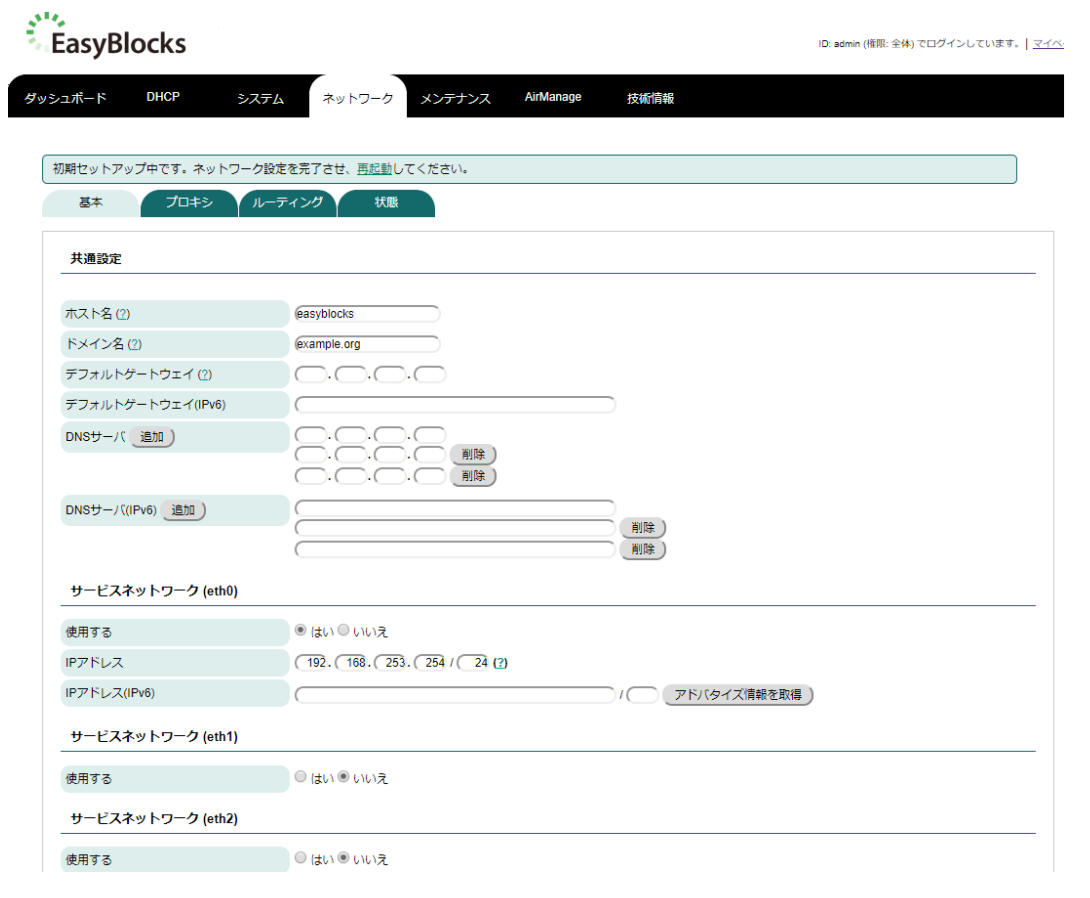 EasyBlocks
ID: admin (権限: 全体) でログインしています。 | マイペ
ダッシュボード DHCP システム ネットワーク メンテナンス AirManage 技術情報
初期セットアップ中です。ネットワーク設定を完了させ、再起動してください。
基本 プロキシ ルーティング 状態
共通設定
ホスト名 (?) easyblocks
ドメイン名 (?) example.org
デフォルトゲートウェイ (?) . . .
デフォルトゲートウェイ(IPv6)
DNSサーバ 追加 . . .
. . . 削除
. . . 削除
DNSサーバ(IPv6) 追加
削除
削除
サービスネットワーク (eth0)
使用する はい いいえ
IPアドレス 192. 168. 253. 254 / 24 (?)
IPアドレス(IPv6) / アドバタイズ情報を取得
サービスネットワーク (eth1)
使用する はい いいえ
サービスネットワーク (eth2)
使用する はい いいえ